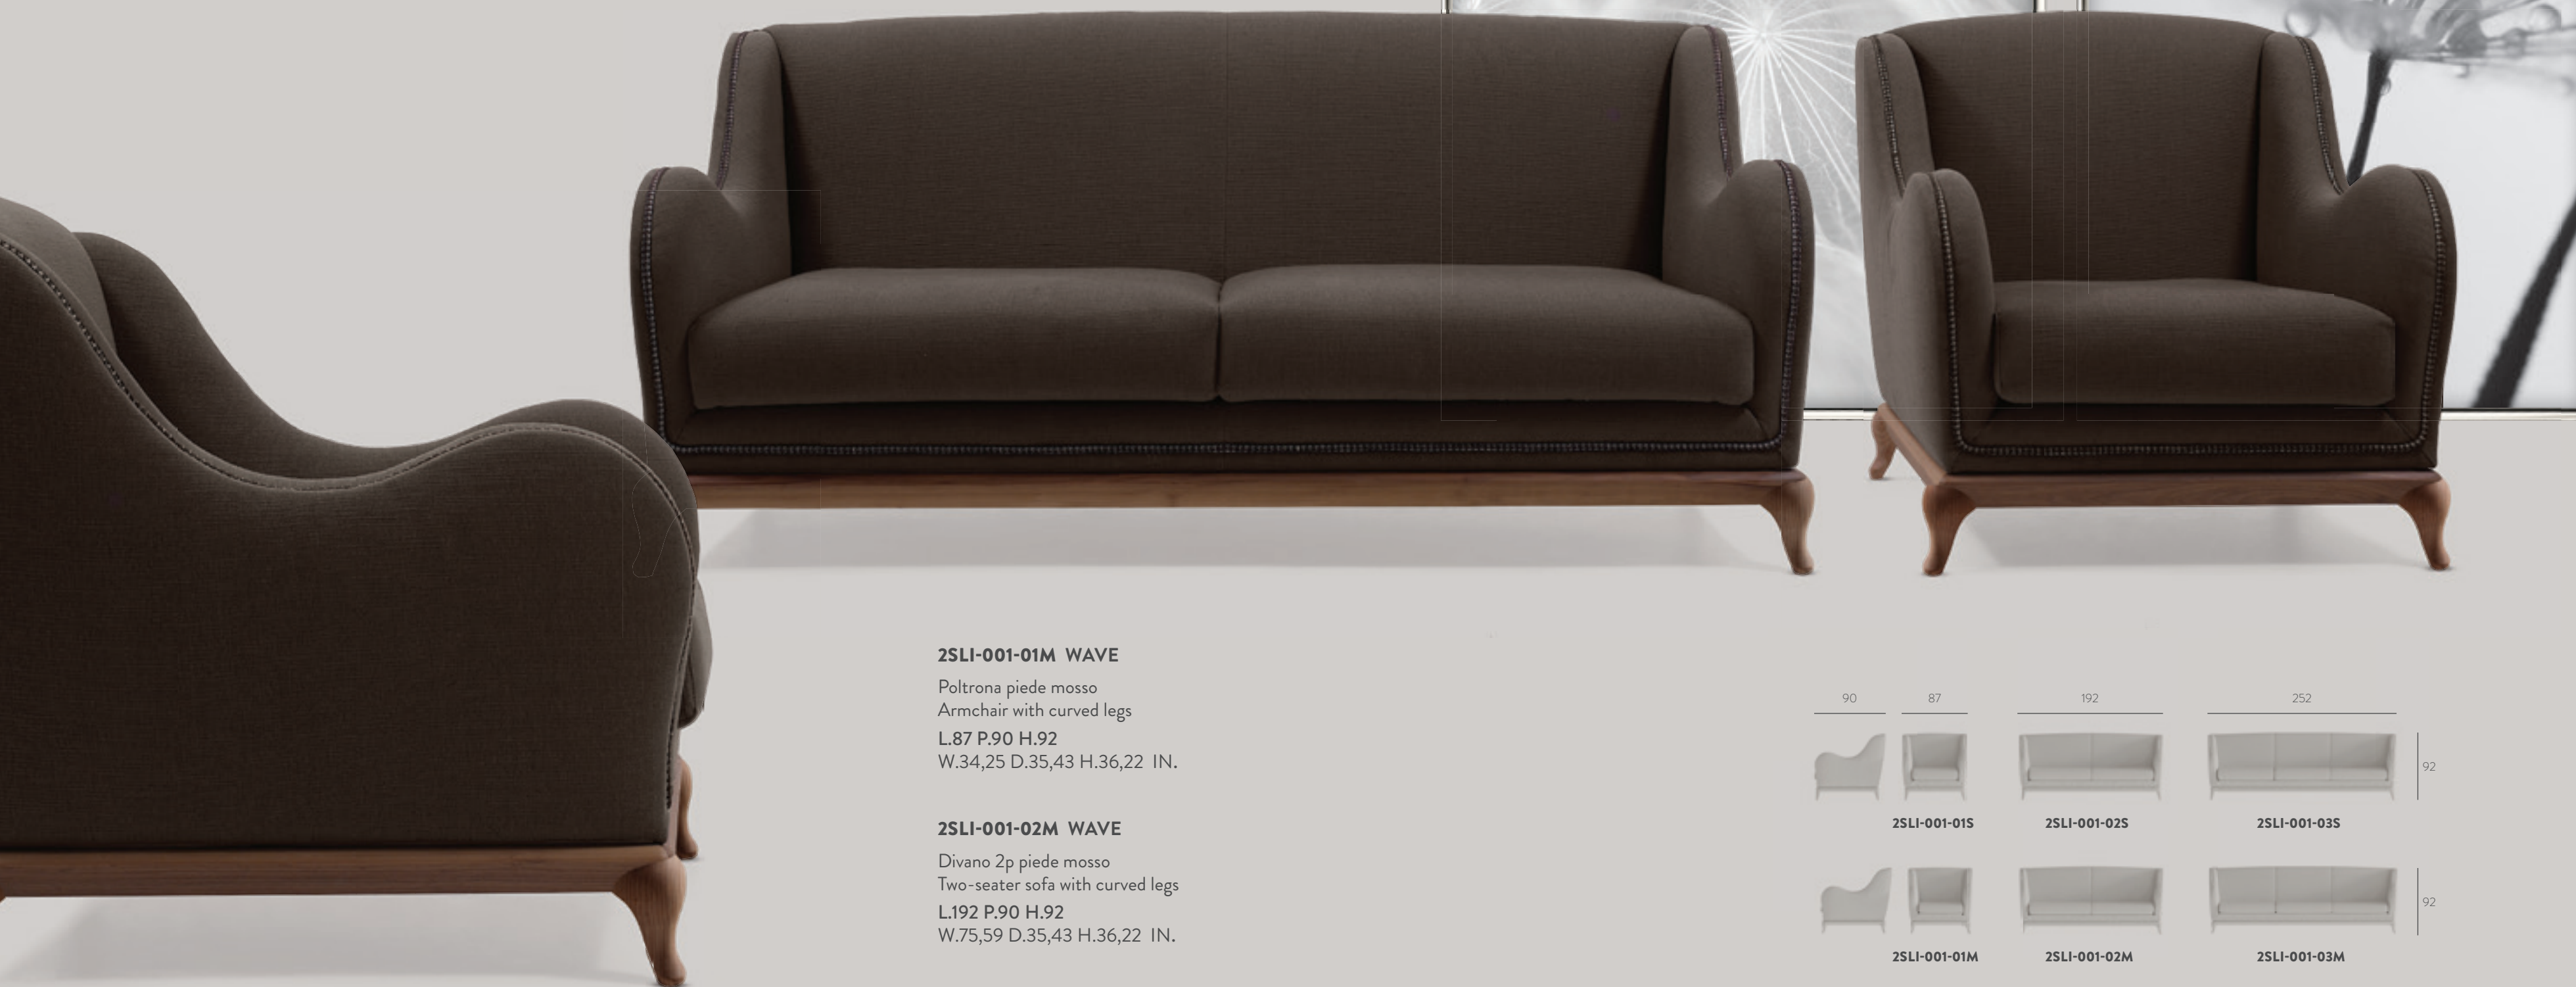 2SLI-001-01M WAVE
Poltrona piede mosso
Armchair with curved legs
L.87 P.90 H.92
W.34,25 D.35,43 H.36,22 IN.
2SLI-001-02M WAVE
Divano 2p piede mosso
Two-seater sofa with curved legs
L.192 P.90 H.92
W.75,59 D.35,43 H.36,22 IN.
90 87 192 252
92
2SLI-001-01S 2SLI-001-02S 2SLI-001-03S
92
2SLI-001-01M 2SLI-001-02M 2SLI-001-03M